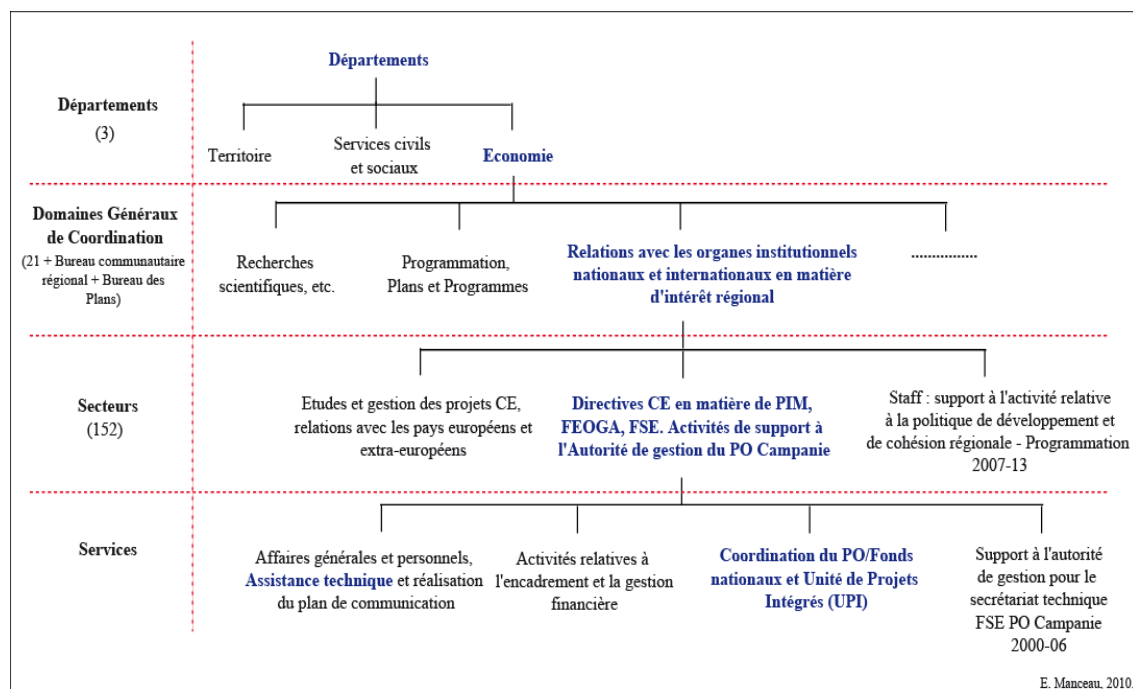 Départements
Départements
(3)
Territoire
Services civils
et sociaux
Economie
Domaines Généraux
de Coordination
(21 + Bureau communautaire
régional + Bureau des
Plans)
Recherches
scientifiques, etc.
Programmation,
Plans et Programmes
Relations avec les organes institutionnels
nationaux et internationaux en matière
d'intérêt régional
................
Secteurs
(152)
Etudes et gestion des projets CE,
relations avec les pays européens et
extra-européens
Directives CE en matière de PIM,
FEOGA, FSE. Activités de support à
l'Autorité de gestion du PO Campanie
Staff : support à l'activité relative
à la politique de développement et
de cohésion régionale - Programmation
2007-13
Services
Affaires générales et personnels,
Assistance technique et réalisation
du plan de communication
Activités relatives à
l'encadrement et la gestion
financière
Coordination du PO/Fonds
nationaux et Unité de Projets
Intégrés (UPI)
Support à l'autorité
de gestion pour le
secrétariat technique
FSE PO Campanie
2000-06
E. Manceau, 2010.